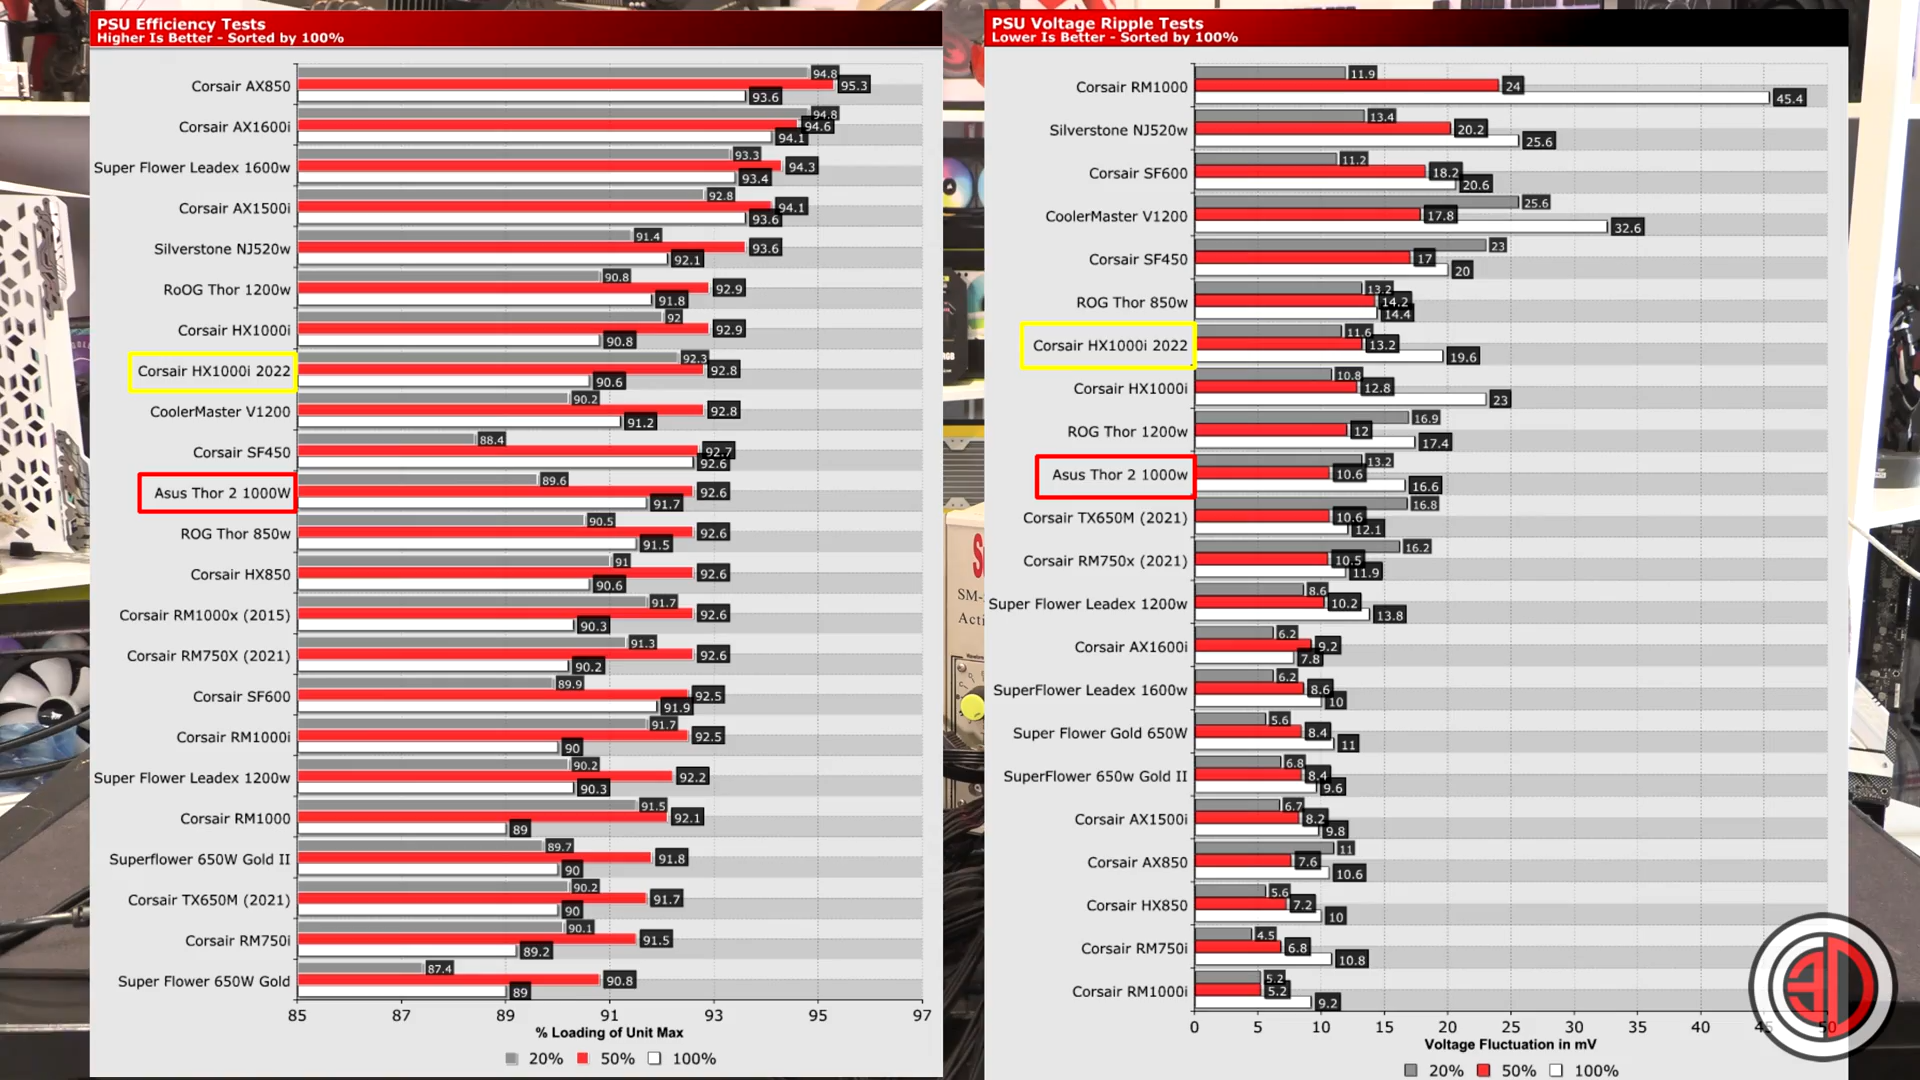 PSU Efficiency Tests
Higher Is Better - Sorted by 100%
Corsair AX850 94.8 95.3 93.6
Corsair AX1600i 94.8 94.6 94.1
Super Flower Leadex 1600w 93.3 94.3 93.4
Corsair AX1500i 92.8 94.1 93.6
Silverstone NJ520w 91.4 93.6 92.1
RoOG Thor 1200w 90.8 92.9 91.8
Corsair HX1000i 92 92.9 90.8
Corsair HX1000i 2022 92.3 92.8 90.6
CoolerMaster V1200 90.2 92.8 91.2
Corsair SF450 88.4 92.7 92.6
Asus Thor 2 1000W 89.6 92.6 91.7
ROG Thor 850w 90.5 92.6 91.5
Corsair HX850 91 92.6 90.6
Corsair RM1000x (2015) 91.7 92.6 90.3
Corsair RM750X (2021) 91.3 92.6 90.2
Corsair SF600 89.9 92.5 91.9
Corsair RM1000i 91.7 92.5 90
Super Flower Leadex 1200w 90.2 92.2 90.3
Corsair RM1000 91.5 92.1 89
Superflower 650W Gold II 89.7 91.8 90
Corsair TX650M (2021) 90.2 91.7 90
Corsair RM750i 90.1 91.5 89.2
Super Flower 650W Gold 87.4 90.8 89
85 87 89 91 93 95 97
% Loading of Unit Max
20% 50% 100%
PSU Voltage Ripple Tests
Lower Is Better - Sorted by 100%
Corsair RM1000 11.9 24 45.4
Silverstone NJ520w 13.4 20.2 25.6
Corsair SF600 11.2 18.2 20.6
CoolerMaster V1200 25.6 17.8 32.6
Corsair SF450 23 17 20
ROG Thor 850w 13.2 14.2 14.4
Corsair HX1000i 2022 11.6 13.2 19.6
Corsair HX1000i 10.8 12.8 23
ROG Thor 1200w 16.9 12 17.4
Asus Thor 2 1000w 13.2 10.6 16.6
Corsair TX650M (2021) 16.8 10.6 12.1
Corsair RM750x (2021) 16.2 10.5 11.9
Super Flower Leadex 1200w 8.6 10.2 13.8
Corsair AX1600i 6.2 9.2 7.8
SuperFlower Leadex 1600w 6.2 8.6 10
Super Flower Gold 650W 5.6 8.4 11
SuperFlower 650w Gold II 6.8 8.4 9.6
Corsair AX1500i 6.7 8.2 9.8
Corsair AX850 11 7.6 10.6
Corsair HX850 5.6 7.2 10
Corsair RM750i 4.5 6.8 10.8
Corsair RM1000i 5.2 5.2 9.2
0 5 10 15 20 25 30 35 40 45 50
Voltage Fluctuation in mV
20% 50% 100%
SM-
Acti